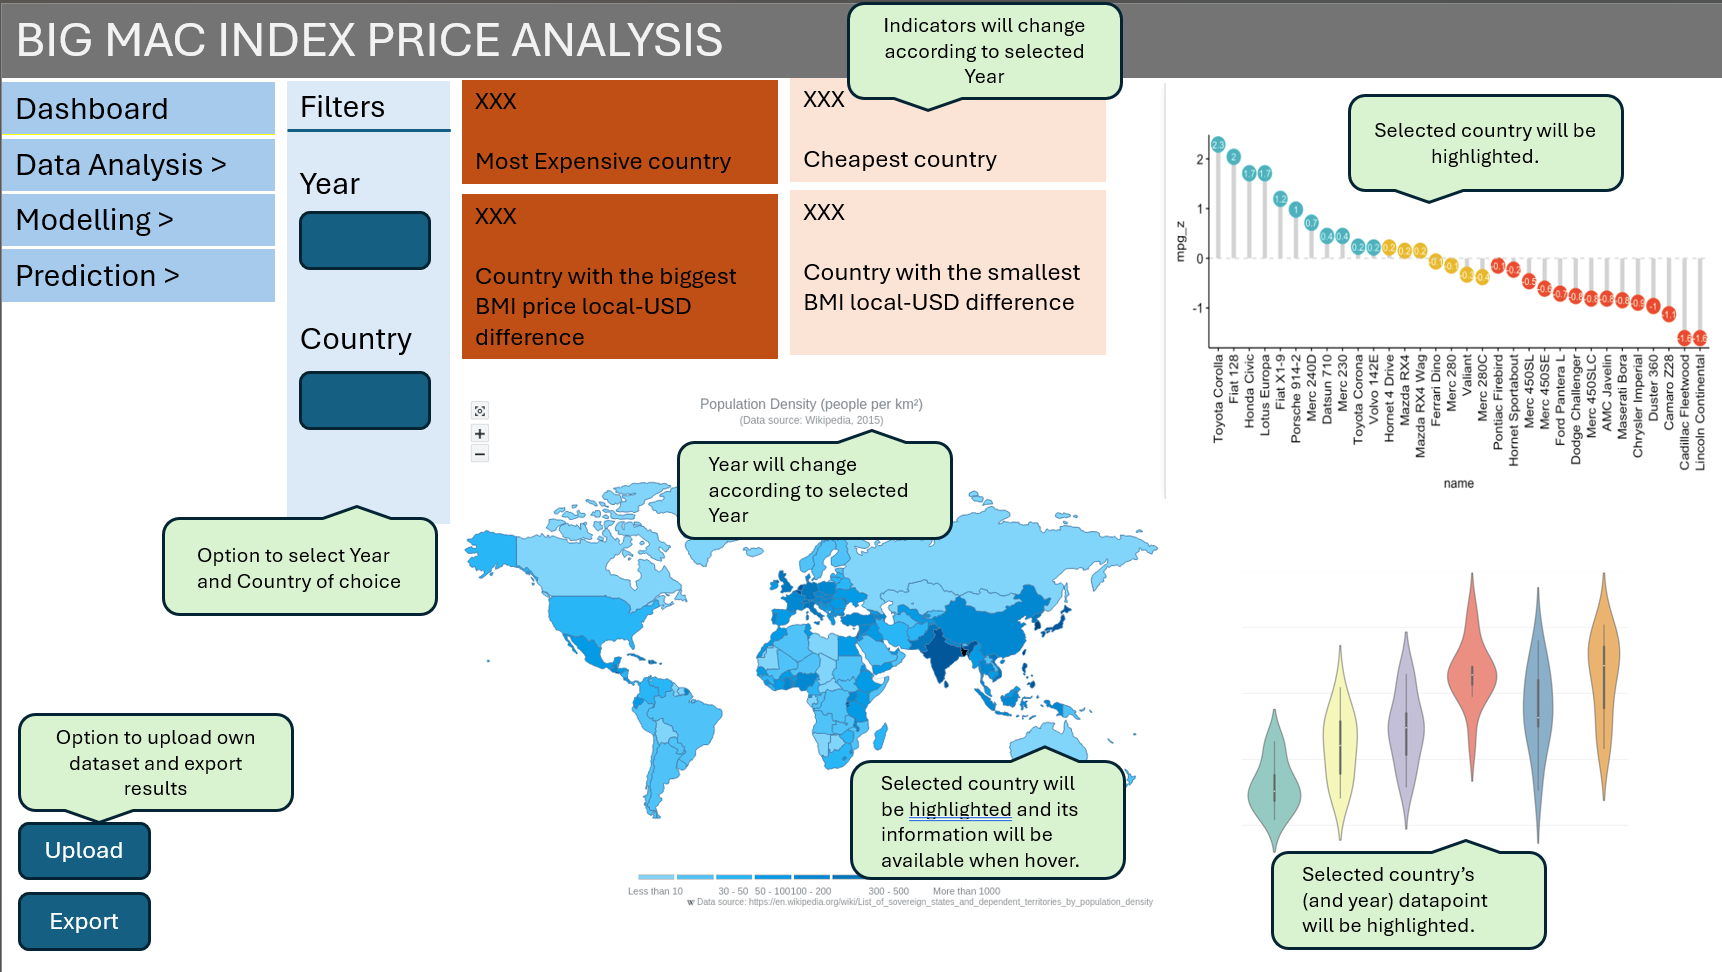 BIG MAC INDEX PRICE ANALYSIS
Indicators will change
according to selected
Year
Dashboard
Data Analysis >
Modelling >
Prediction >
Filters
Year
Country
XXX
Most Expensive country
XXX
Cheapest country
XXX
Country with the biggest
BMI price local-USD
difference
XXX
Country with the smallest
BMI local-USD difference
Selected country will be
highlighted.
mpg_z
2
1
0
-1
2.3
2
1.7
1.7
1.2
1
0.7
0.4
0.4
0.2
0.2
0.2
0.2
0.2
-0.1
-0.1
-0.3
-0.4
-0.1
-0.2
-0.5
-0.6
-0.7
-0.8
-0.8
-0.8
-0.8
-0.9
-1
-1.1
-1.6
-1.6
Toyota Corolla
Fiat 128
Honda Civic
Lotus Europa
Fiat X1-9
Porsche 914-2
Merc 240D
Datsun 710
Merc 230
Toyota Corona
Volvo 142E
Hornet 4 Drive
Mazda RX4
Mazda RX4 Wag
Ferrari Dino
Merc 280
Valiant
Merc 280C
Pontiac Firebird
Hornet Sportabout
Merc 450SL
Merc 450SE
Ford Pantera L
Dodge Challenger
Merc 450SLC
AMC Javelin
Maserati Bora
Chrysler Imperial
Duster 360
Camaro Z28
Cadillac Fleetwood
Lincoln Continental
name
Population Density (people per km²)
(Data source: Wikipedia, 2015)
Year will change
according to selected
Year
Option to select Year
and Country of choice
Option to upload own
dataset and export
results
Upload
Export
Selected country will
be highlighted and its
information will be
available when hover.
Less than 10
30 - 50
50 - 100
100 - 200
300 - 500
More than 1000
W Data source: https://en.wikipedia.org/wiki/List_of_sovereign_states_and_dependent_territories_by_population_density
Selected country's
(and year) datapoint
will be highlighted.